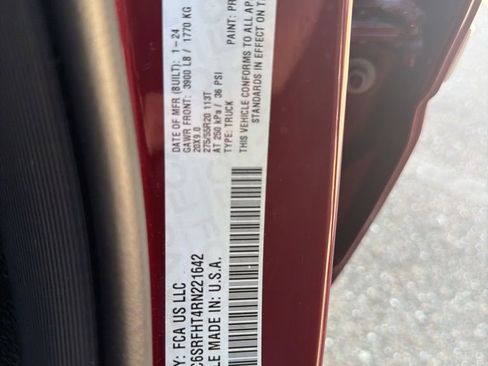 Y: FCA US LLC
DATE OF MFR (BUILT): 1-24
GAWR FRONT: 3900 LB / 1770 KG
20X9.0
275/55R20 113T
AT 250 kPa / 36 PSI
TYPE: TRUCK
PAINT: PR
THIS VEHICLE CONFORMS TO ALL AP
STANDARDS IN EFFECT ON T
C6SRFHT4RN221642
LE MADE IN: U.S.A.